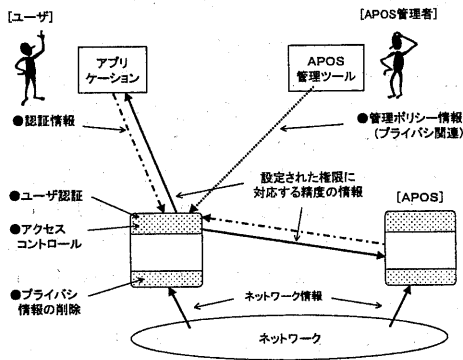 [ユーザ]
[APOS管理者]
アプリ
ケーション
APOS
管理ツール
●認証情報
●管理ポリシー情報
(プライバシ関連)
設定された権限に
対応する精度の情報
●ユーザ認証
[APOS]
●アクセス
コントロール
●プライバシ
情報の削除
ネットワーク情報
ネットワーク